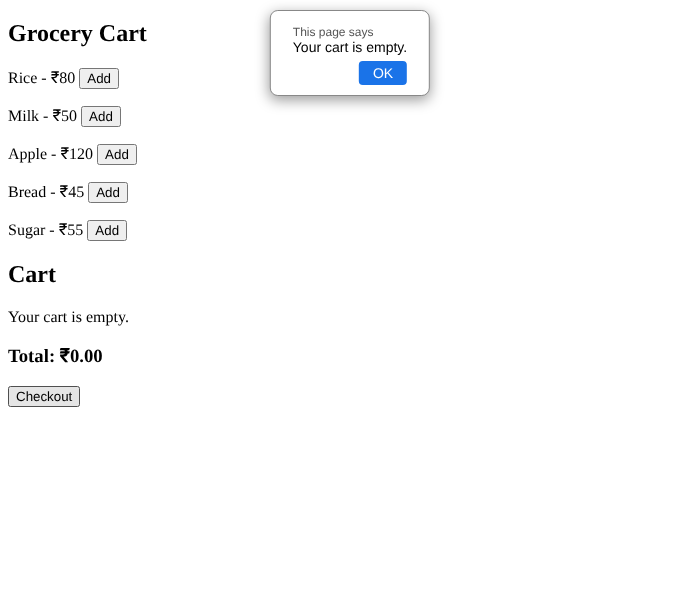 Grocery Cart
This page says
Your cart is empty.
OK
Rice - ₹80 Add
Milk - ₹50 Add
Apple - ₹120 Add
Bread - ₹45 Add
Sugar - ₹55 Add
Cart
Your cart is empty.
Total: ₹0.00
Checkout